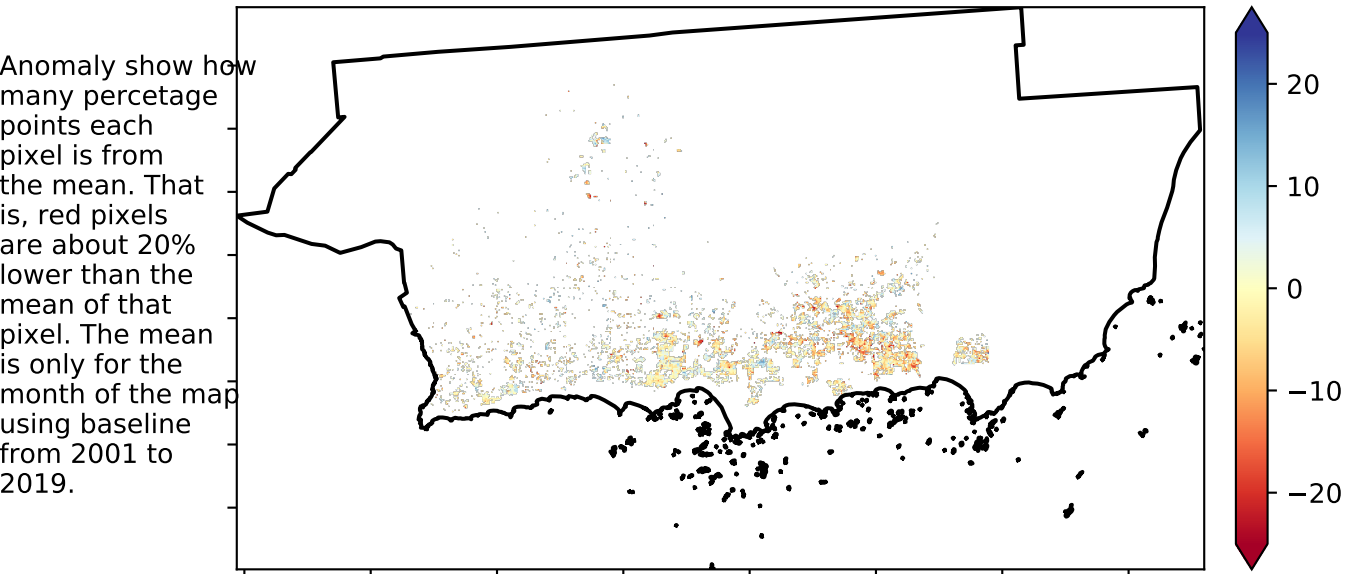 Anomaly show how
many percetage
points each
pixel is from
the mean. That
is, red pixels
are about 20%
lower than the
mean of that
pixel. The mean
is only for the
month of the map
using baseline
from 2001 to
2019.
20
10
0
−10
−20